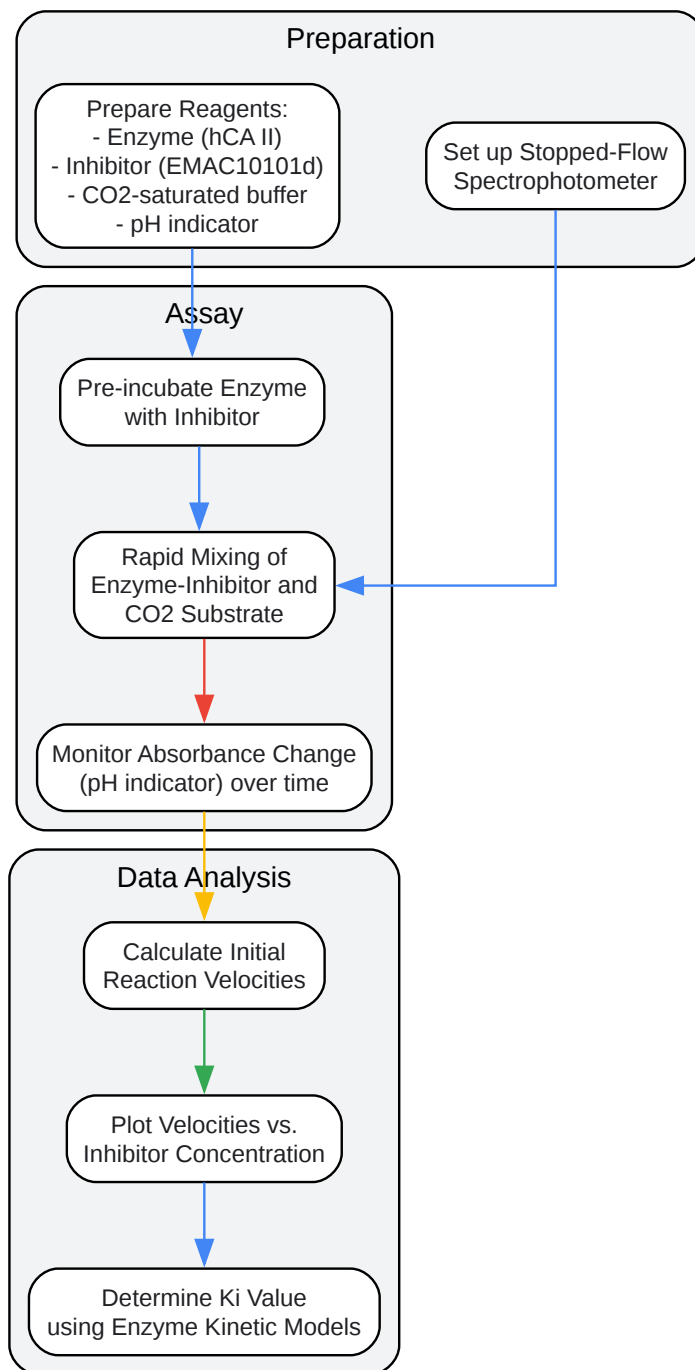 Preparation
Prepare Reagents:
- Enzyme (hCA II)
- Inhibitor (EMAC10101d)
- CO2-saturated buffer
- pH indicator
Set up Stopped-Flow
Spectrophotometer
Assay
Pre-incubate Enzyme
with Inhibitor
Rapid Mixing of
Enzyme-Inhibitor and
CO2 Substrate
Monitor Absorbance Change
(pH indicator) over time
Data Analysis
Calculate Initial
Reaction Velocities
Plot Velocities vs.
Inhibitor Concentration
Determine Ki Value
using Enzyme Kinetic Models